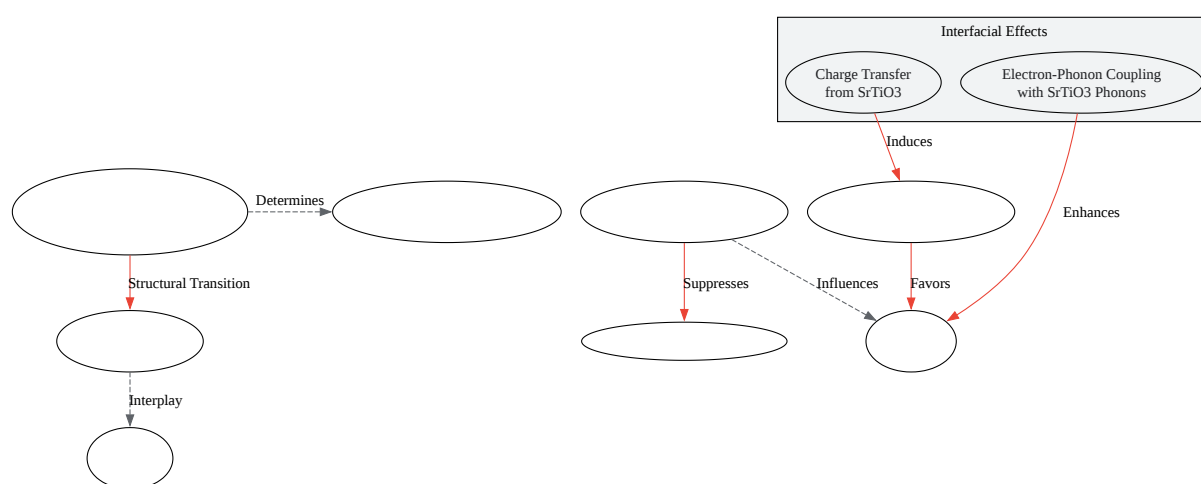 Interfacial Effects
Charge Transfer
from SrTiO3
Electron-Phonon Coupling
with SrTiO3 Phonons
Induces
Determines
Enhances
Structural Transition
Suppresses
Influences
Favors
Interplay